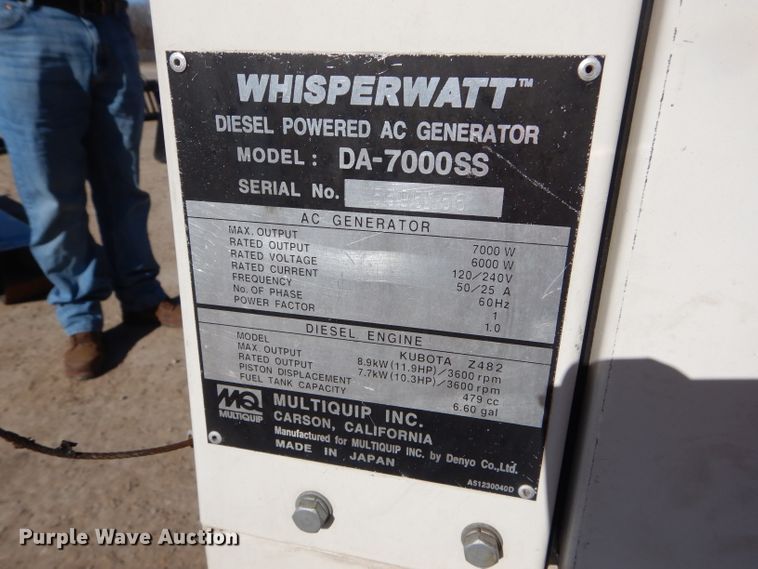 WHISPERWATT™
DIESEL POWERED AC GENERATOR
MODEL: DA-7000SS
SERIAL No.
AC GENERATOR
MAX. OUTPUT 7000 W
RATED OUTPUT 6000 W
RATED VOLTAGE 120/240V
RATED CURRENT 50/25 A
FREQUENCY 60Hz
No. OF PHASE 1
POWER FACTOR 1.0
DIESEL ENGINE
MODEL KUBOTA Z482
MAX. OUTPUT 8.9kW(11.9HP)/3600 rpm
RATED OUTPUT 7.7kW(10.3HP)/3600 rpm
PISTON DISPLACEMENT 479 cc
FUEL TANK CAPACITY 6.60 gal
MQ
MULTIQUIP
MULTIQUIP INC.
CARSON, CALIFORNIA
Manufactured for MULTIQUIP INC. by Denyo Co.,Ltd.
MADE IN JAPAN
A51230040D
Purple Wave Auction